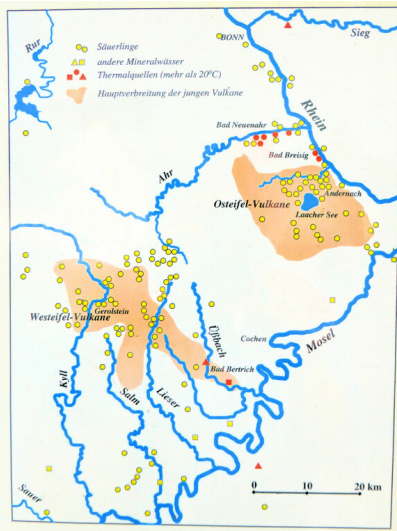 Rur
Säuerlinge
andere Mineralwässer
Thermalquellen (mehr als 20°C)
Hauptverbreitung der jungen Vulkane
BONN
Sieg
Rhein
Bad Neuenahr
Bad Breisig
Ahr
Andernach
Osteifel-Vulkane
Laacher See
Westeifel-Vulkane
Gerolstein
Üßbach
Cochem
Mosel
Kyll
Salm
Lieser
Bad Bertrich
Sauer
0 10 20 km